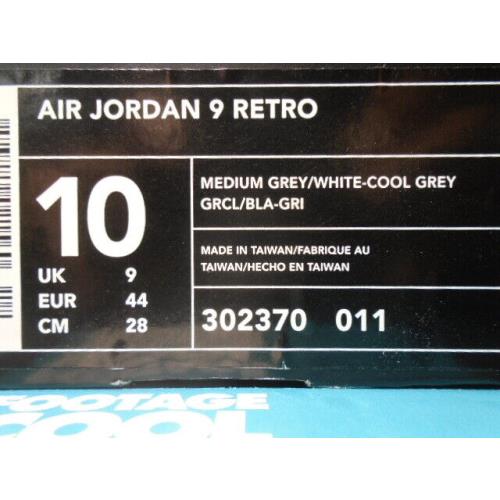 AIR JORDAN 9 RETRO
10
MEDIUM GREY/WHITE-COOL GREY
GRCL/BLA-GRI
UK 9
EUR 44
CM 28
MADE IN TAIWAN/FABRIQUE AU
TAIWAN/HECHO EN TAIWAN
302370 011
FOOTAGE
COOL